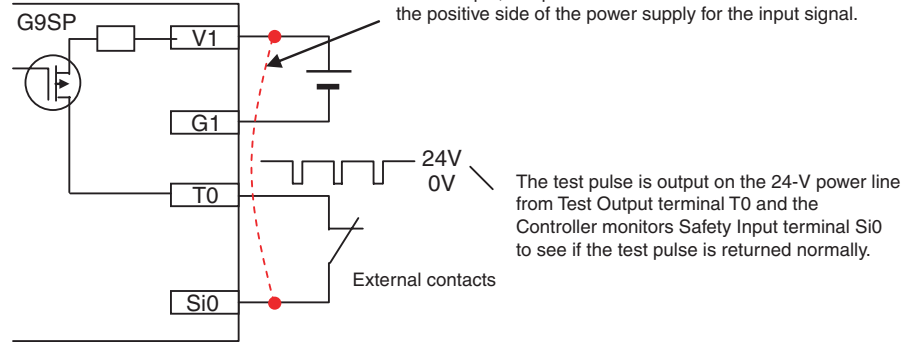 the positive side of the power supply for the input signal.
G9SP
V1
G1
24V
0V
T0
The test pulse is output on the 24-V power line
from Test Output terminal T0 and the
Controller monitors Safety Input terminal Si0
to see if the test pulse is returned normally.
External contacts
Si0